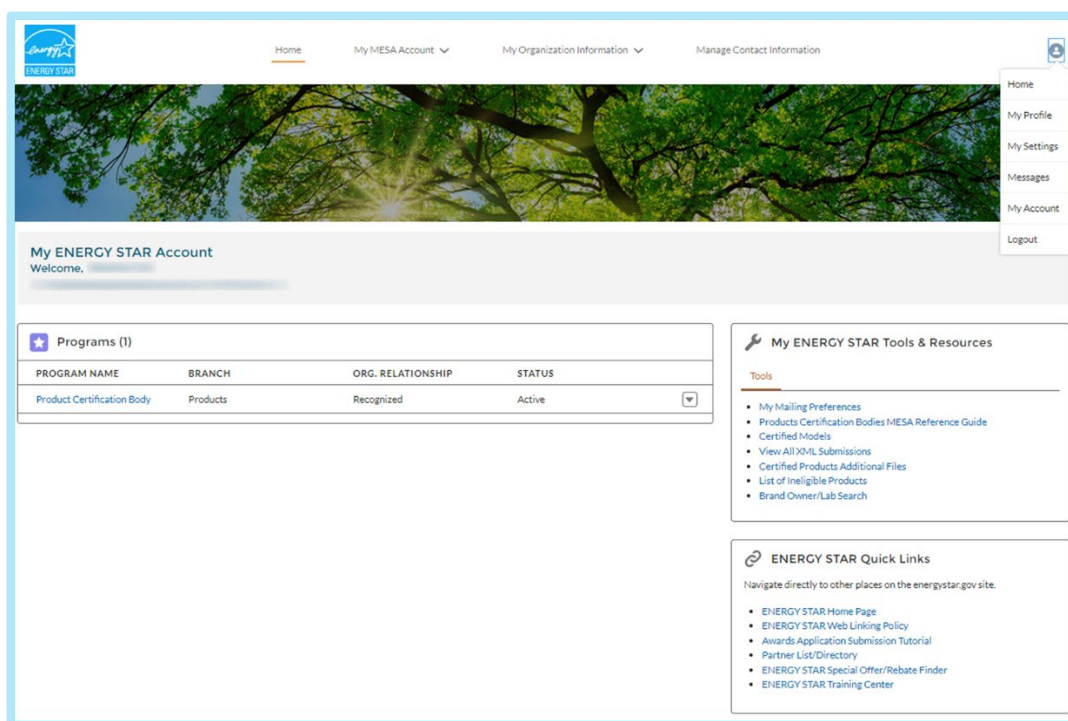 energy
ENERGY STAR
Home
My MESA Account
My Organization Information
Manage Contact Information
Home
My Profile
My Settings
Messages
My Account
Logout
My ENERGY STAR Account
Welcome,
Programs (1)
PROGRAM NAME BRANCH ORG. RELATIONSHIP STATUS
Product Certification Body Products Recognized Active
My ENERGY STAR Tools & Resources
Tools
My Mailing Preferences
Products Certification Bodies MESA Reference Guide
Certified Models
View All XML Submissions
Certified Products Additional Files
List of Ineligible Products
Brand Owner/Lab Search
ENERGY STAR Quick Links
Navigate directly to other places on the energystar.gov site.
ENERGY STAR Home Page
ENERGY STAR Web Linking Policy
Awards Application Submission Tutorial
Partner List/Directory
ENERGY STAR Special Offer/Rebate Finder
ENERGY STAR Training Center